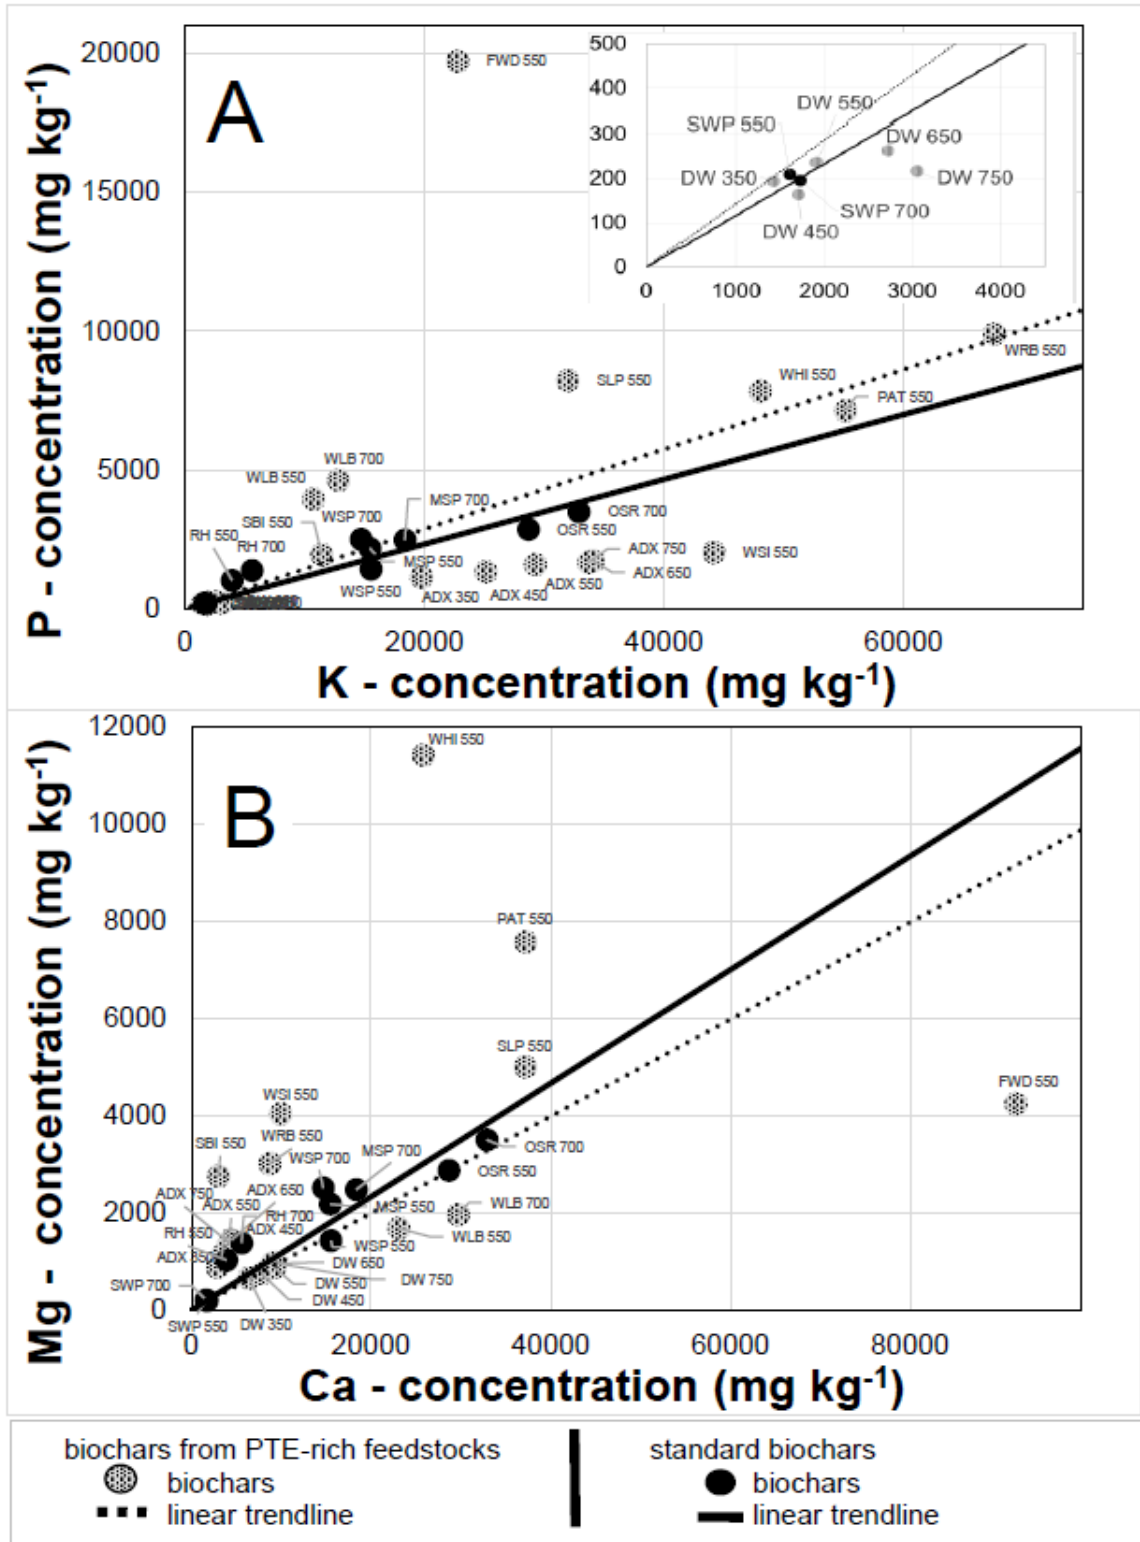 A
P - concentration (mg kg-1)
20000
15000
10000
5000
0
FWD 550
SLP 550
WHI 550
WRB 550
PAT 550
WLB 700
WLB 550
SBI 550
WSP 700
MSP 700
RH 550
RH 700
MSP 550
WSP 550
OSR 550
OSR 700
ADX 350
ADX 450
ADX 550
ADX 750
ADX 650
WSI 550
500
400
300
200
100
0
DW 550
SWP 550
DW 650
DW 350
DW 750
SWP 700
DW 450
0 1000 2000 3000 4000
0 20000 40000 60000
K - concentration (mg kg-1)
B
Mg - concentration (mg kg-1)
12000
10000
8000
6000
4000
2000
0
WHI 550
PAT 550
SLP 550
FWD 550
WSI 550
WRB 550
SBI 550
WSP 700
MSP 700
OSR 700
OSR 550
ADX 750
ADX 650
ADX 550
RH 700
RH 550
ADX 450
ADX 350
MSP 550
WLB 700
WLB 550
WSP 550
DW 650
DW 750
DW 550
DW 450
SWP 700
SWP 550
DW 350
0 20000 40000 60000 80000
Ca - concentration (mg kg-1)
biochars from PTE-rich feedstocks
biochars
linear trendline
standard biochars
biochars
linear trendline